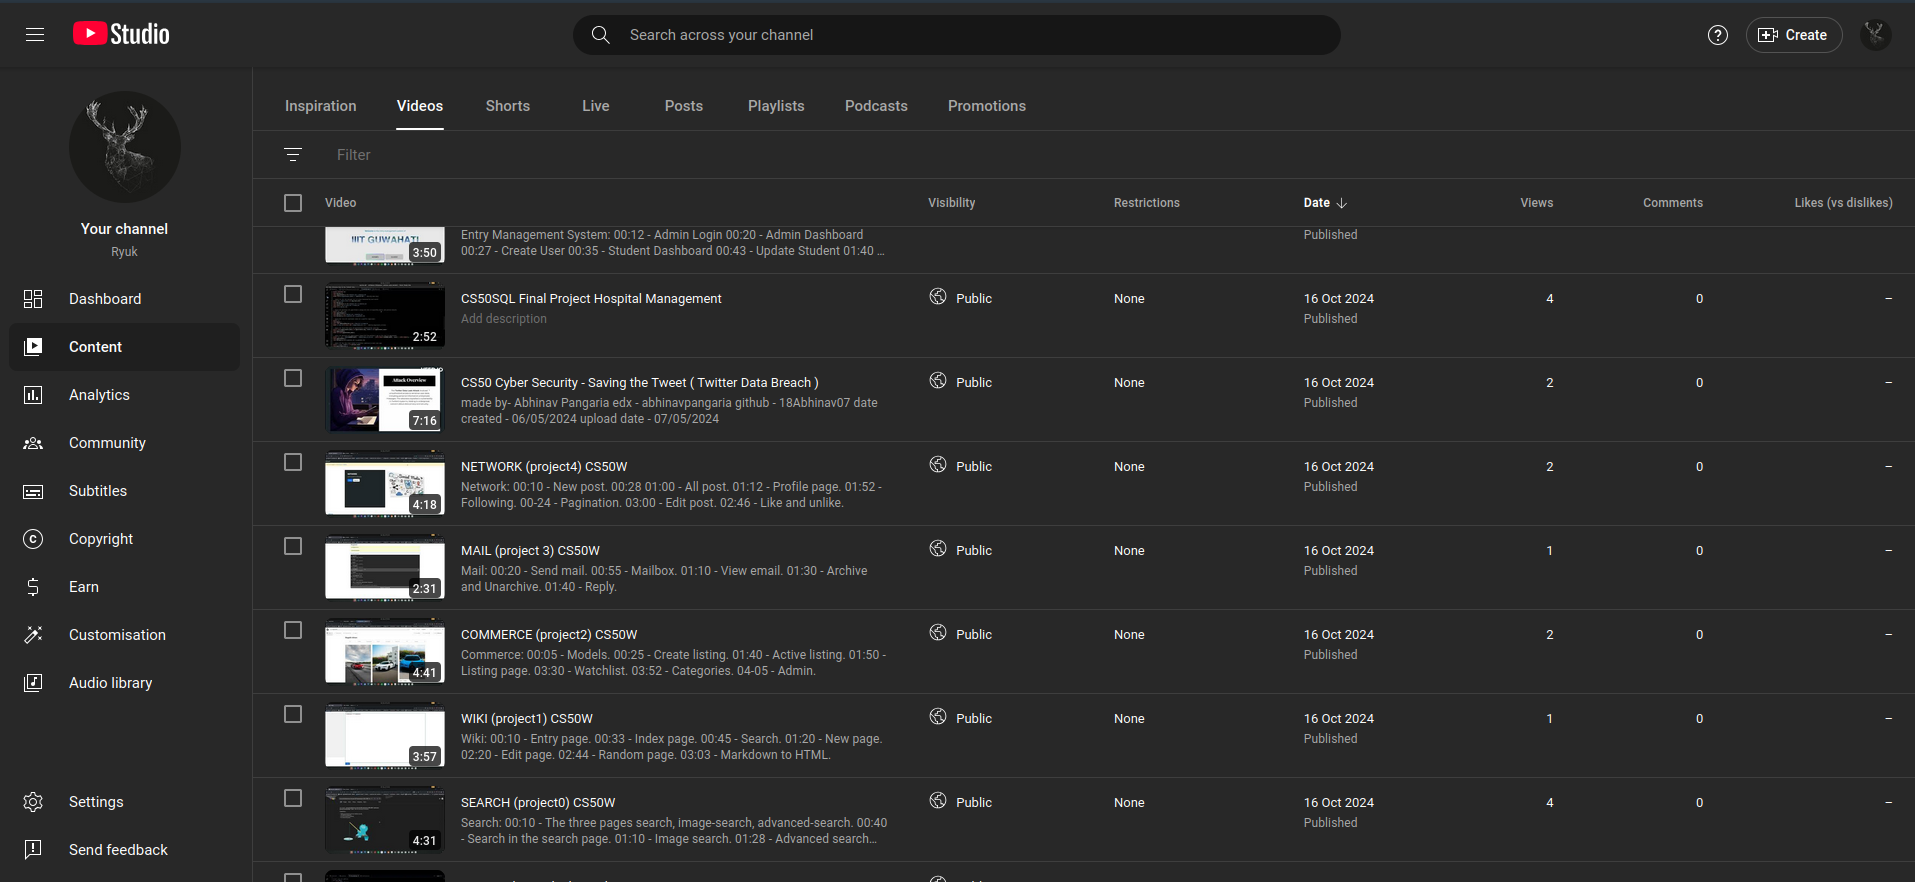 Studio
Search across your channel
Create
Your channel
Ryuk
Dashboard
Content
Analytics
Community
Subtitles
Copyright
Earn
Customisation
Audio library
Settings
Send feedback
Inspiration Videos Shorts Live Posts Playlists Podcasts Promotions
Filter
Video Visibility Restrictions Date Views Comments Likes (vs dislikes)
IIIT GUWAHATI
3:50
Entry Management System: 00:12 - Admin Login 00:20 - Admin Dashboard
00:27 - Create User 00:35 - Student Dashboard 00:43 - Update Student 01:40 ...
Published
2:52
CS50SQL Final Project Hospital Management Public None 16 Oct 2024 4 0 –
Add description
Published
Attack Overview
7:16
CS50 Cyber Security - Saving the Tweet ( Twitter Data Breach ) Public None 16 Oct 2024 2 0 –
made by- Abhinav Pangaria edx - abhinavpangaria github - 18Abhinav07 date
created - 06/05/2024 upload date - 07/05/2024
Published
4:18
NETWORK (project4) CS50W Public None 16 Oct 2024 2 0 –
Network: 00:10 - New post. 00:28 01:00 - All post. 01:12 - Profile page. 01:52 -
Following. 00-24 - Pagination. 03:00 - Edit post. 02:46 - Like and unlike.
Published
2:31
MAIL (project 3) CS50W Public None 16 Oct 2024 1 0 –
Mail: 00:20 - Send mail. 00:55 - Mailbox. 01:10 - View email. 01:30 - Archive
and Unarchive. 01:40 - Reply.
Published
4:41
COMMERCE (project2) CS50W Public None 16 Oct 2024 2 0 –
Commerce: 00:05 - Models. 00:25 - Create listing. 01:40 - Active listing. 01:50 -
Listing page. 03:30 - Watchlist. 03:52 - Categories. 04-05 - Admin.
Published
3:57
WIKI (project1) CS50W Public None 16 Oct 2024 1 0 –
Wiki: 00:10 - Entry page. 00:33 - Index page. 00:45 - Search. 01:20 - New page.
02:20 - Edit page. 02:44 - Random page. 03:03 - Markdown to HTML.
Published
4:31
SEARCH (project0) CS50W Public None 16 Oct 2024 4 0 –
Search: 00:10 - The three pages search, image-search, advanced-search. 00:40
- Search in the search page. 01:10 - Image search. 01:28 - Advanced search...
Published